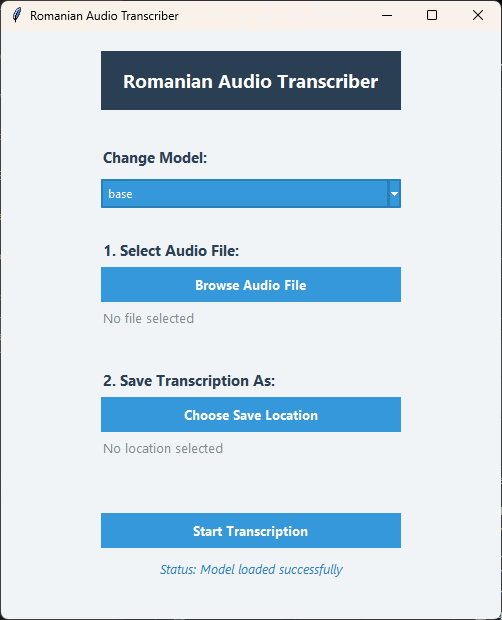 Romanian Audio Transcriber
Romanian Audio Transcriber
Change Model:
base
1. Select Audio File:
Browse Audio File
No file selected
2. Save Transcription As:
Choose Save Location
No location selected
Start Transcription
Status: Model loaded successfully